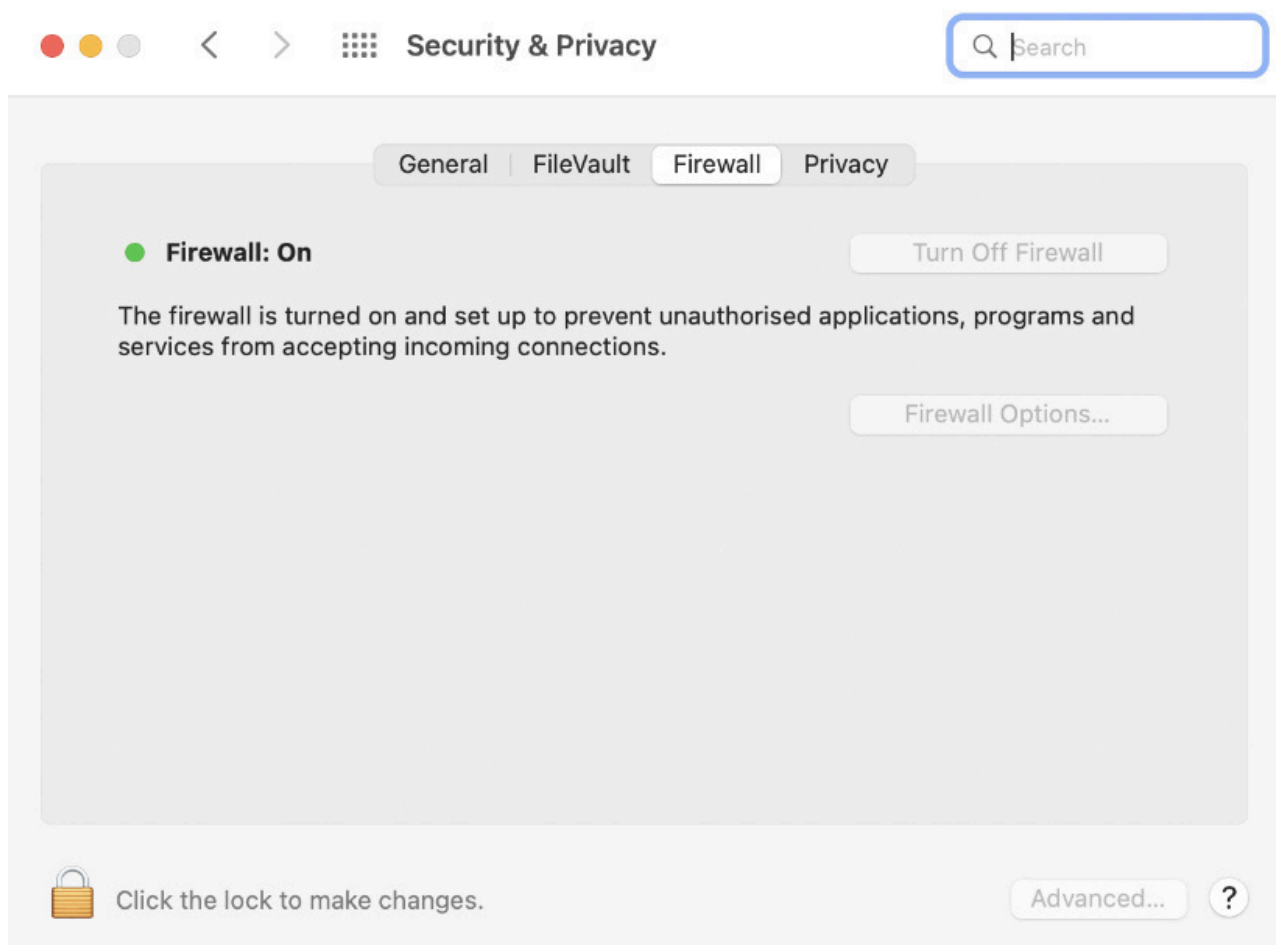 Security & Privacy
Search
General
FileVault
Firewall
Privacy
Firewall: On
Turn Off Firewall
The firewall is turned on and set up to prevent unauthorised applications, programs and
services from accepting incoming connections.
Firewall Options...
Click the lock to make changes.
Advanced...
?